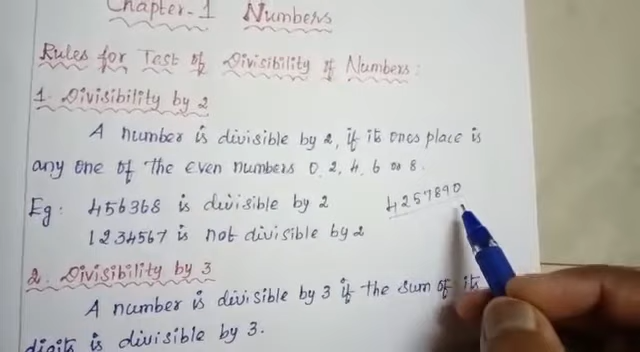 Chapter-1 Numbers
Rules for Test of Divisibility of Numbers:
1. Divisibility by 2
A number is divisible by 2, if its ones place is
any one of the even numbers 0, 2, 4, 6 or 8.
Eg: 456368 is divisible by 2
4257890
1234567 is not divisible by 2
2. Divisibility by 3
A number is divisible by 3 if the sum of its
digits is divisible by 3.